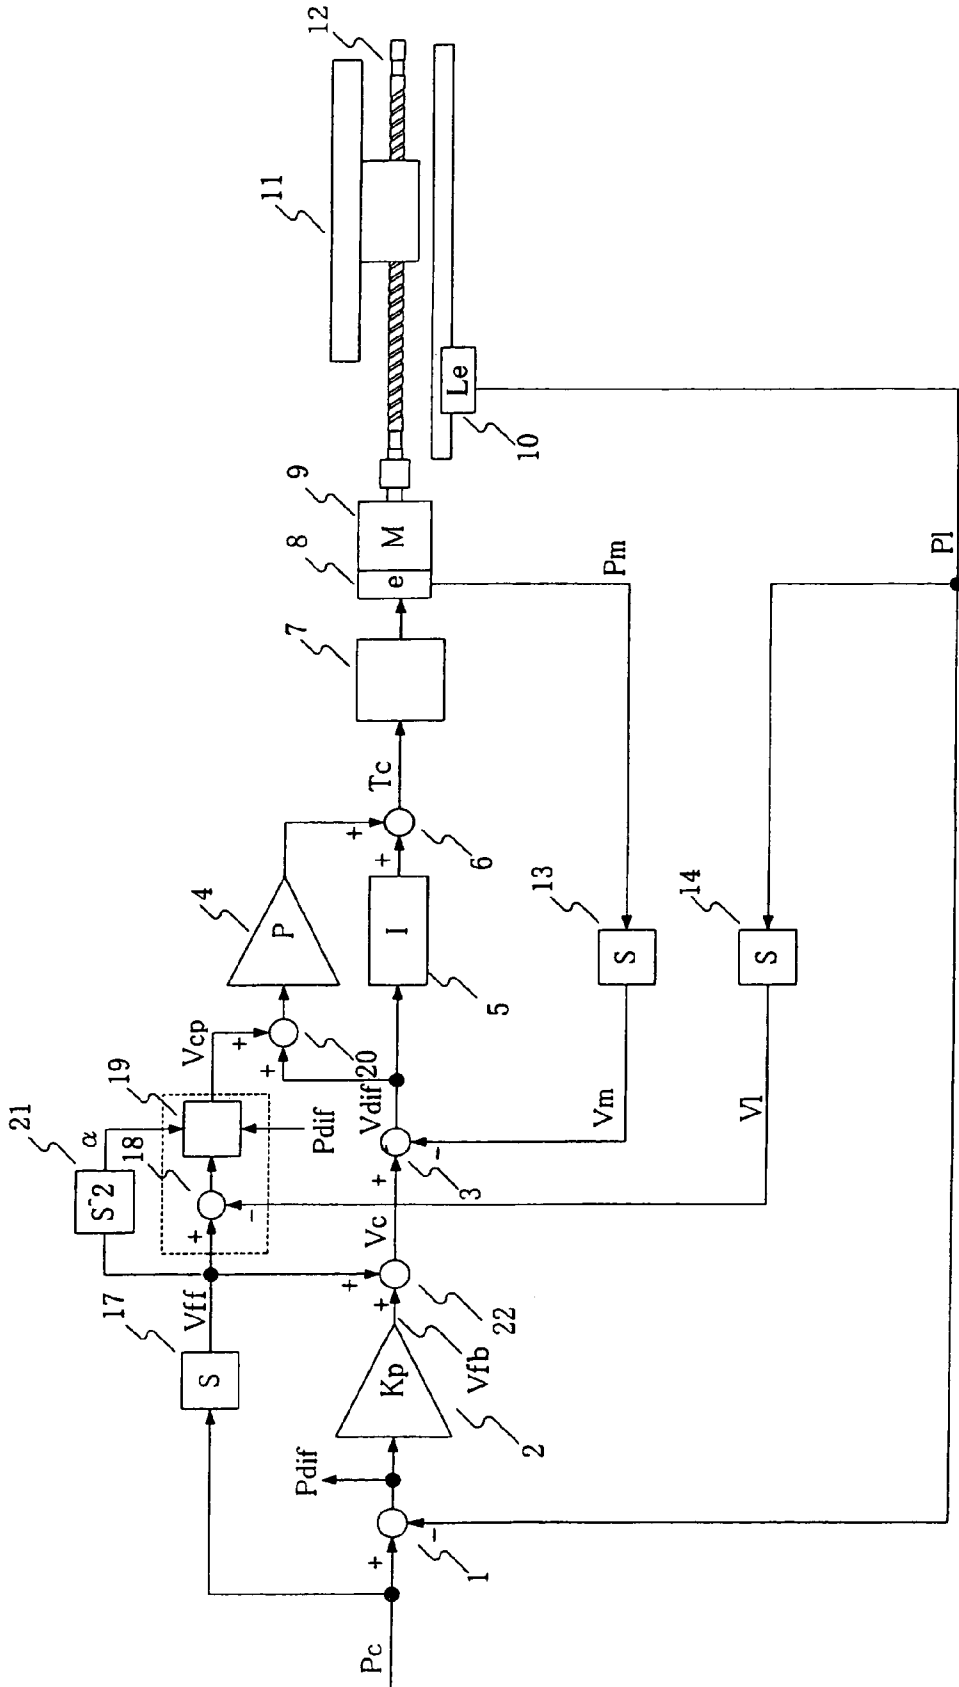 12
11
Le
10
9
M
8
e
Pm
Pl
7
Tc
+
+
6
4
P
I
5
13
S
14
S
Vcp
+
+
20
19
21
α
S^2
18
+
-
Pdif
Vdif
-
+
3
Vm
Vl
Vc
17
Vff
S
+
+
22
Vfb
Kp
2
Pdif
+
-
1
Pc